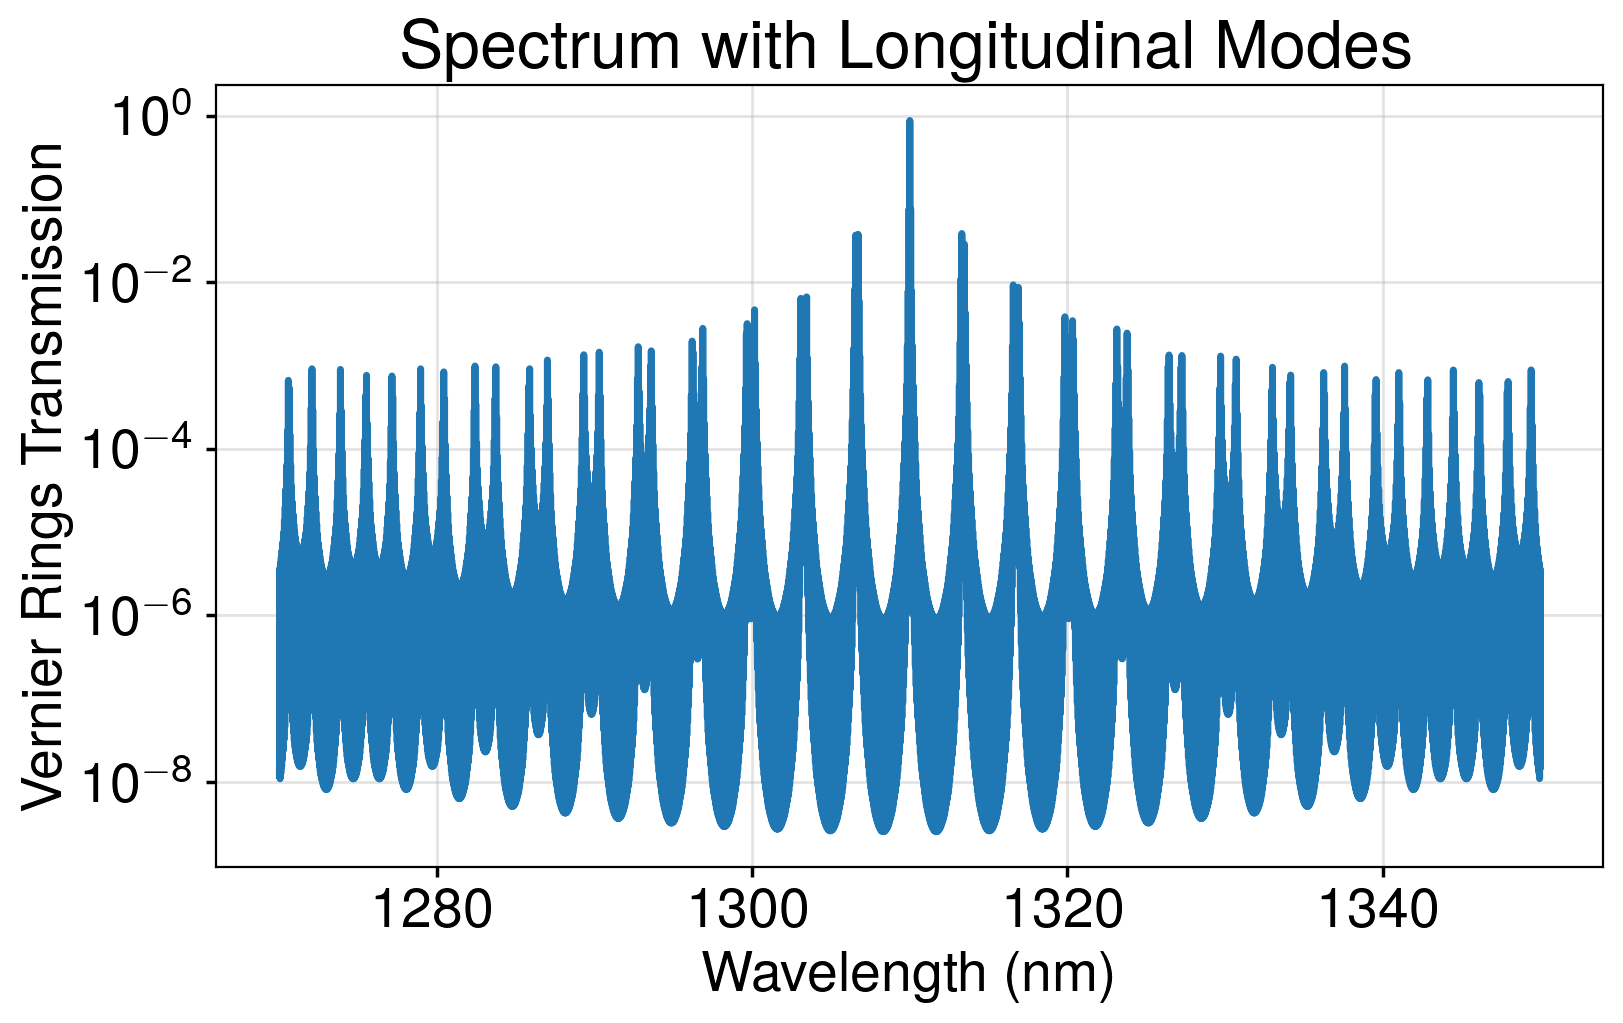 Spectrum with Longitudinal Modes
Vernier Rings Transmission
10⁰
10⁻²
10⁻⁴
10⁻⁶
10⁻⁸
1280 1300 1320 1340
Wavelength (nm)